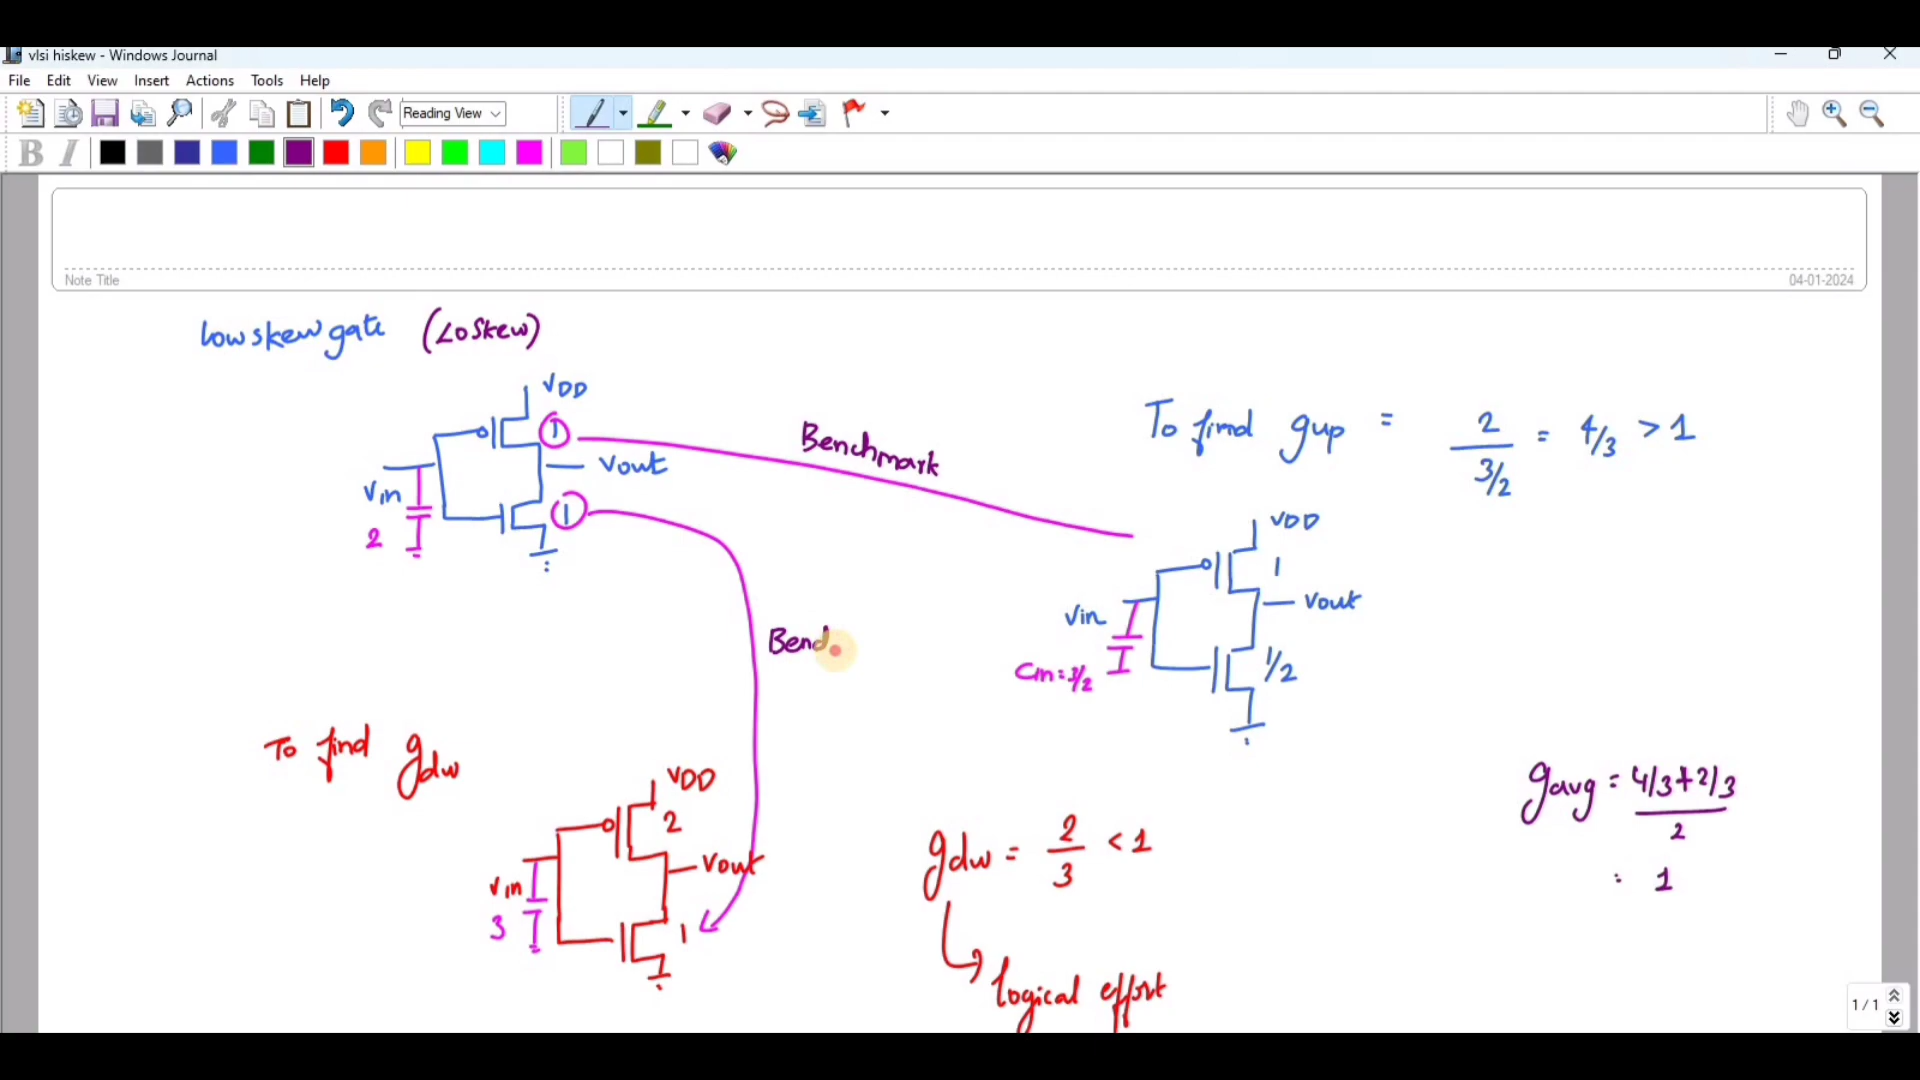 vlsi hiskew - Windows Journal
File Edit View Insert Actions Tools Help
Reading View
B I
Note Title
04-01-2024
low skew gate (LoSkew)
VDD
1
Vout
Vin
1
2
Benchmark
To find gup = 2 / 3/2 = 4/3 > 1
VDD
1
Vout
Vin
1/2
Cin = 3/2
Bend
To find gdw
VDD
2
Vout
Vin
3
1
gdw = 2/3 < 1
logical effort
gavg = 4/3+2/3 / 2
: 1
1 / 1